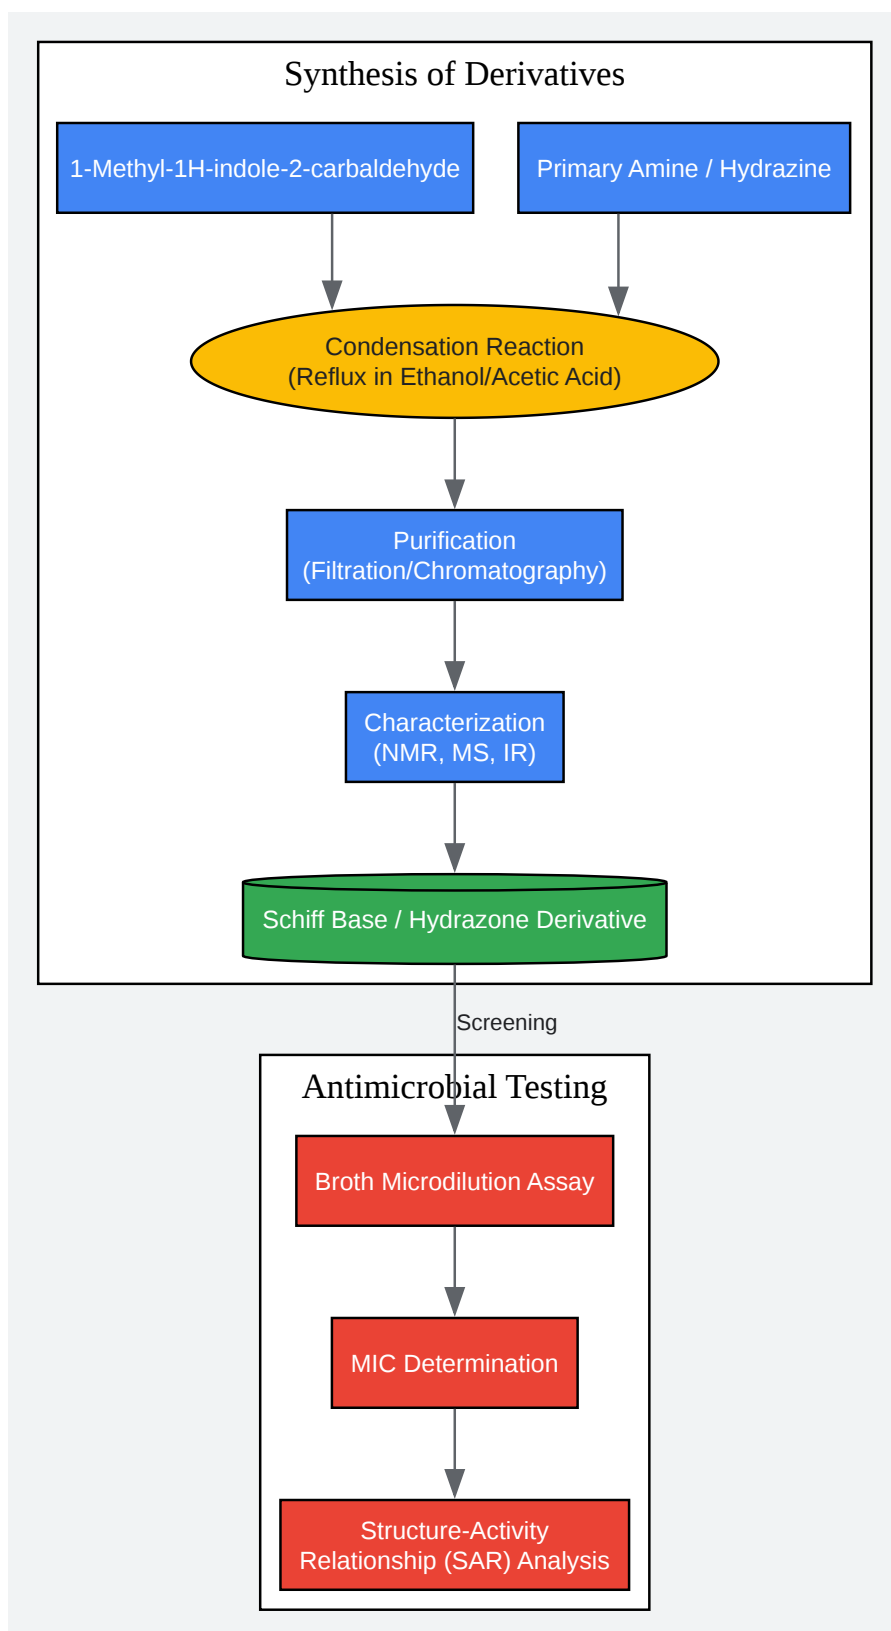 Synthesis of Derivatives
1-Methyl-1H-indole-2-carbaldehyde
Primary Amine / Hydrazine
Condensation Reaction
(Reflux in Ethanol/Acetic Acid)
Purification
(Filtration/Chromatography)
Characterization
(NMR, MS, IR)
Schiff Base / Hydrazone Derivative
Screening
Antimicrobial Testing
Broth Microdilution Assay
MIC Determination
Structure-Activity
Relationship (SAR) Analysis